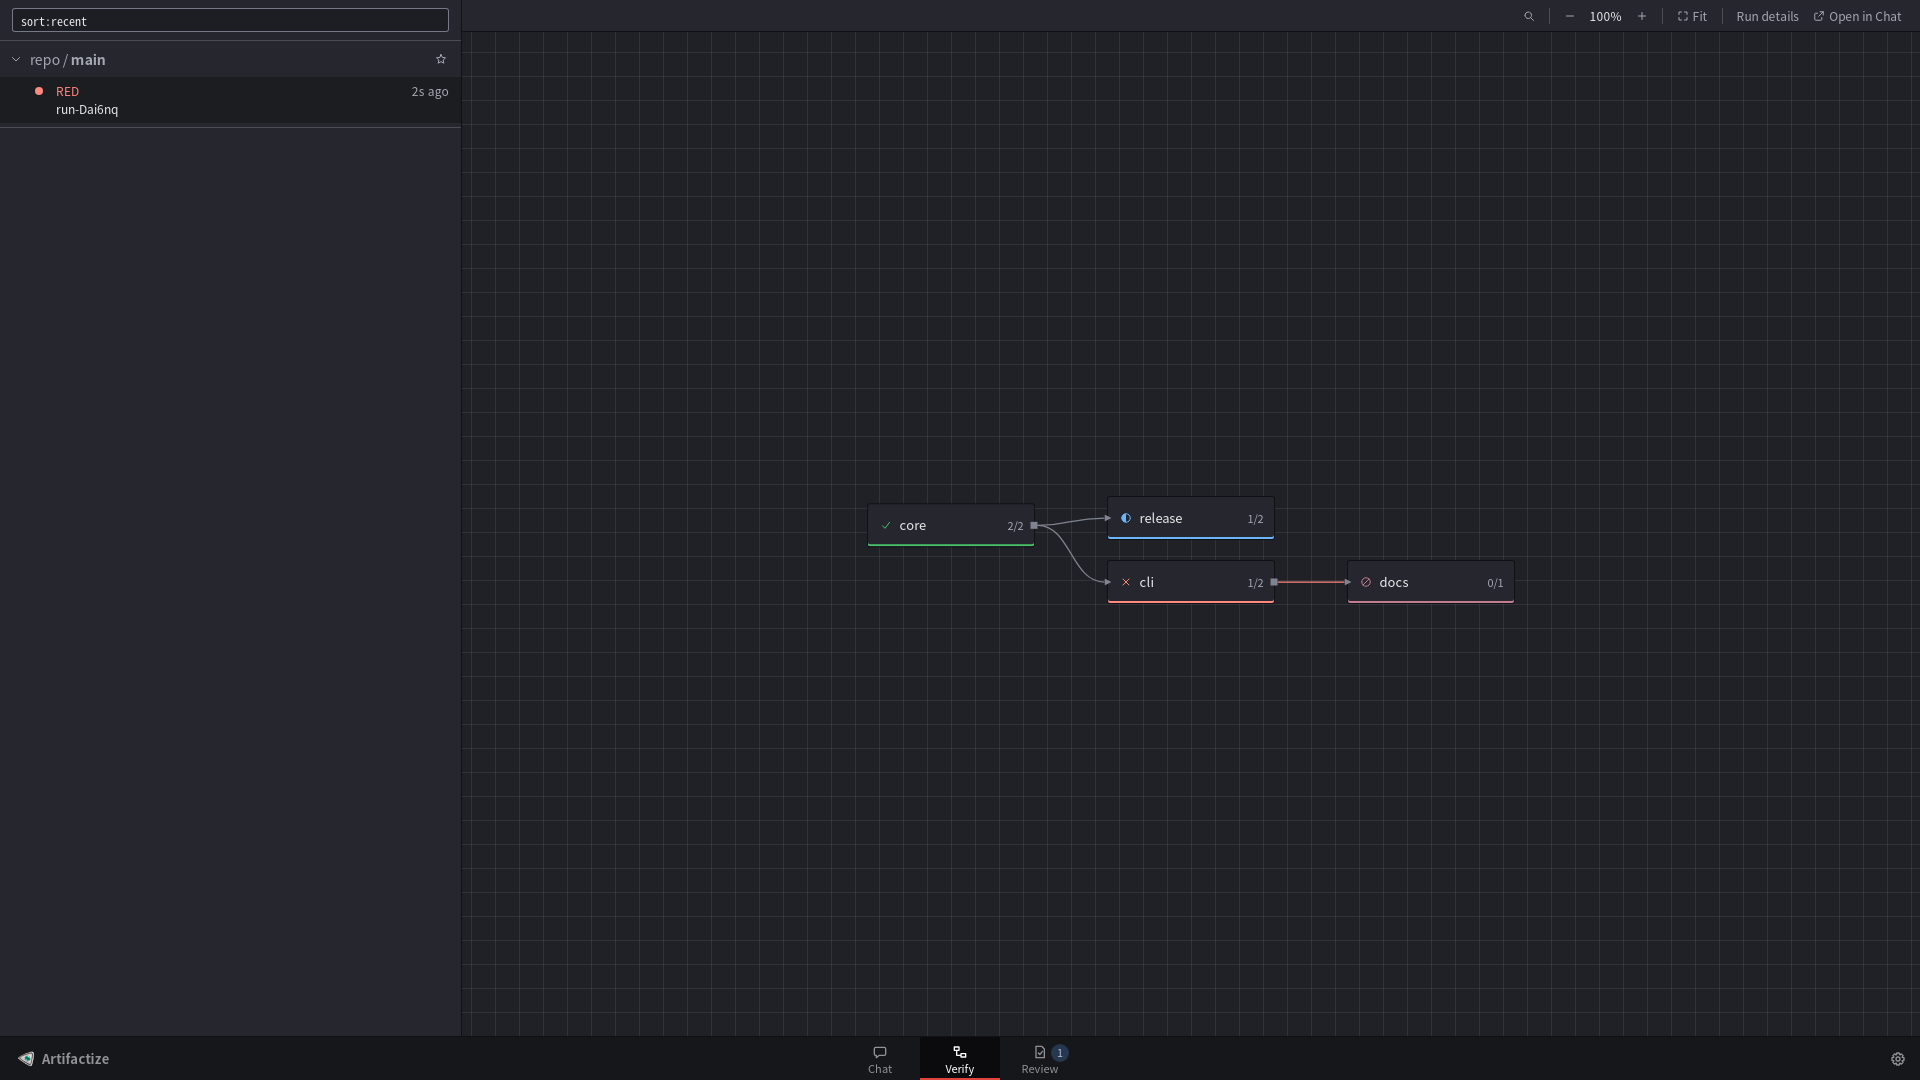 sort:recent
repo / main
RED
2s ago
run-Dai6nq
100%
Fit
Run details
Open in Chat
core 2/2
release 1/2
cli 1/2
docs 0/1
Artifactize
Chat
Verify
Review 1